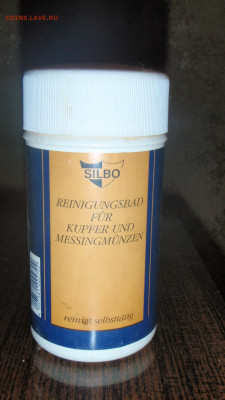 COINS.LAVE.RU
SILBO
REINIGUNGSBAD
FÜR
KUPFER UND
MESSINGMÜNZEN
reinigt selbsttätig